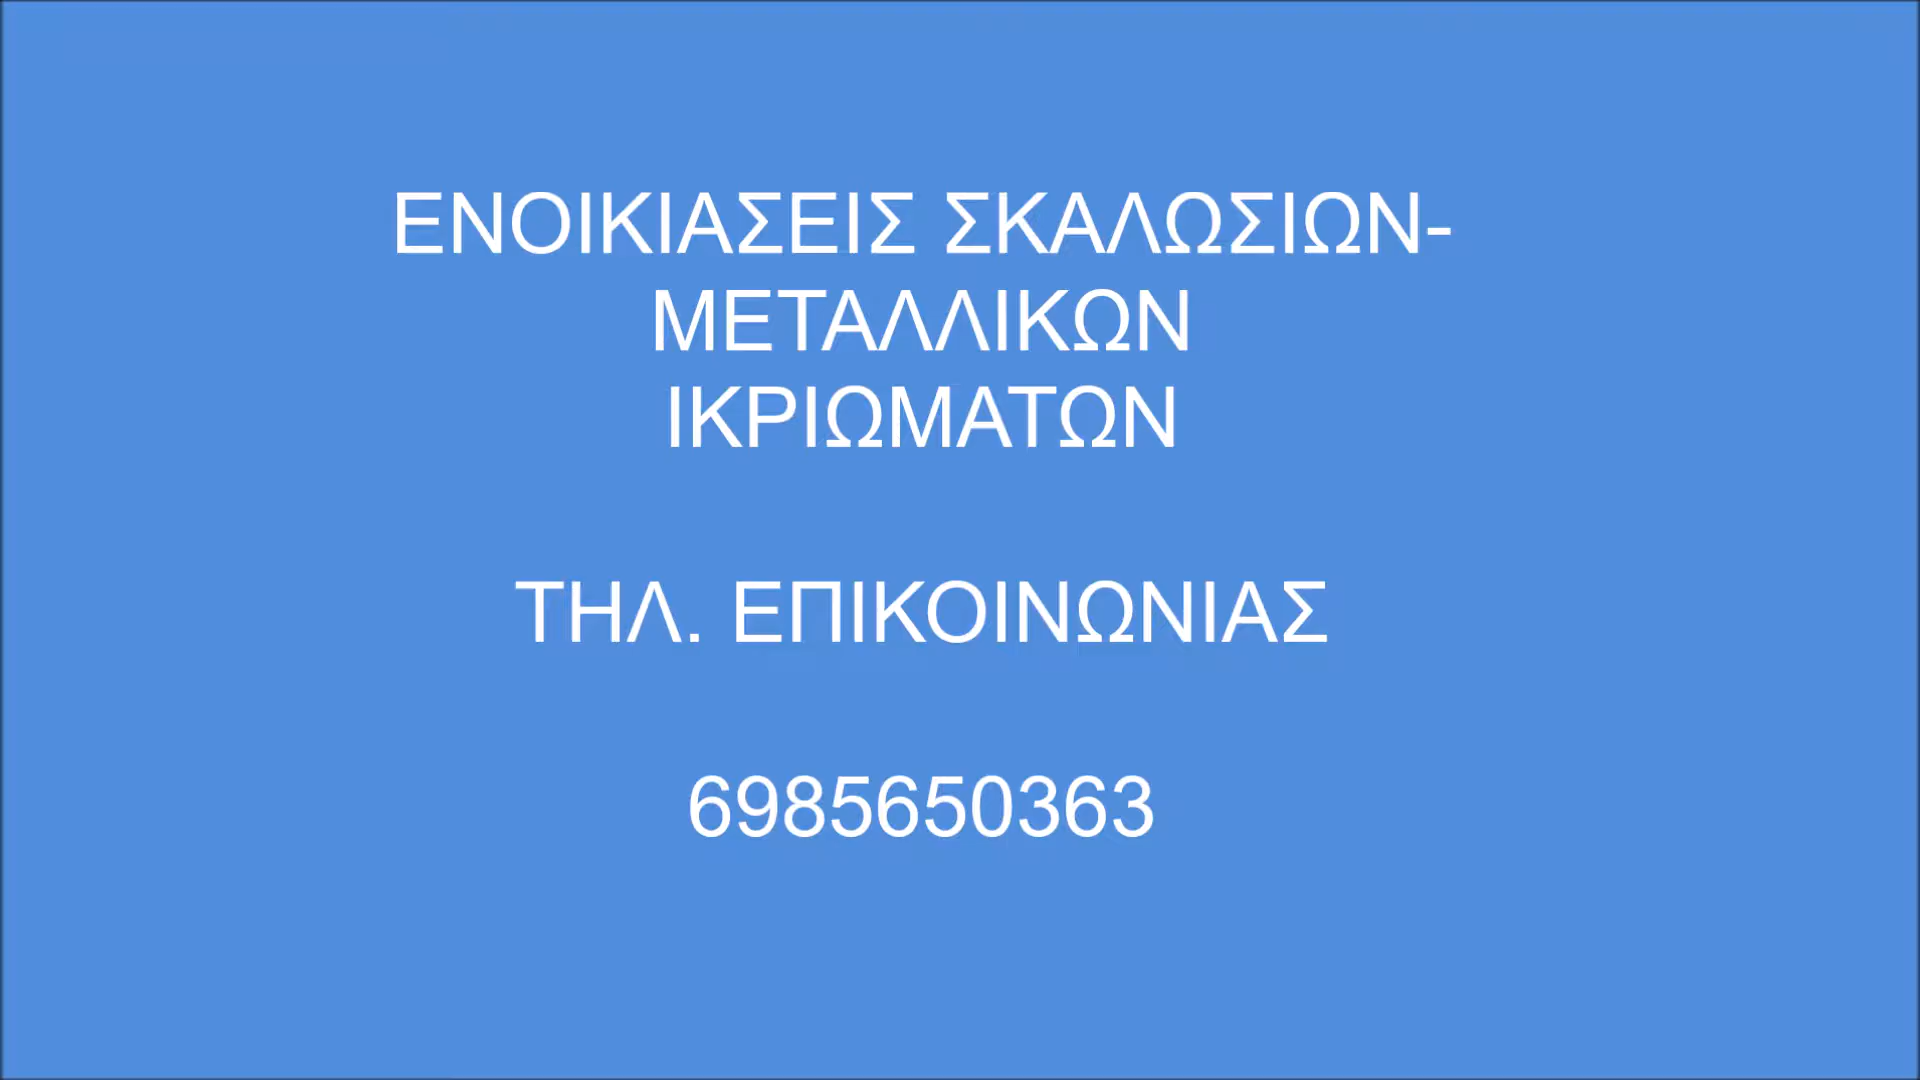 ΕΝΟΙΚΙΑΣΕΙΣ ΣΚΑΛΩΣΙΩΝ-
ΜΕΤΑΛΛΙΚΩΝ
ΙΚΡΙΩΜΑΤΩΝ
ΤΗΛ. ΕΠΙΚΟΙΝΩΝΙΑΣ
6985650363